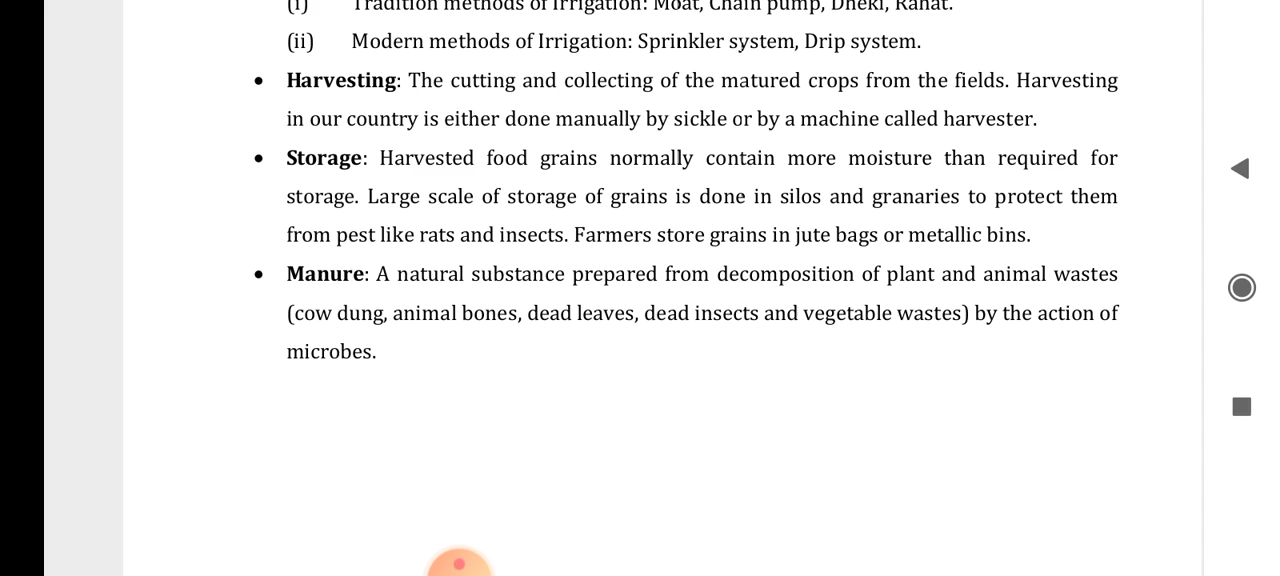 (i) Tradition methods of Irrigation: Moat, Chain pump, Dheki, Rahat.
(ii) Modern methods of Irrigation: Sprinkler system, Drip system.
• Harvesting: The cutting and collecting of the matured crops from the fields. Harvesting
in our country is either done manually by sickle or by a machine called harvester.
• Storage: Harvested food grains normally contain more moisture than required for
storage. Large scale of storage of grains is done in silos and granaries to protect them
from pest like rats and insects. Farmers store grains in jute bags or metallic bins.
• Manure: A natural substance prepared from decomposition of plant and animal wastes
(cow dung, animal bones, dead leaves, dead insects and vegetable wastes) by the action of
microbes.